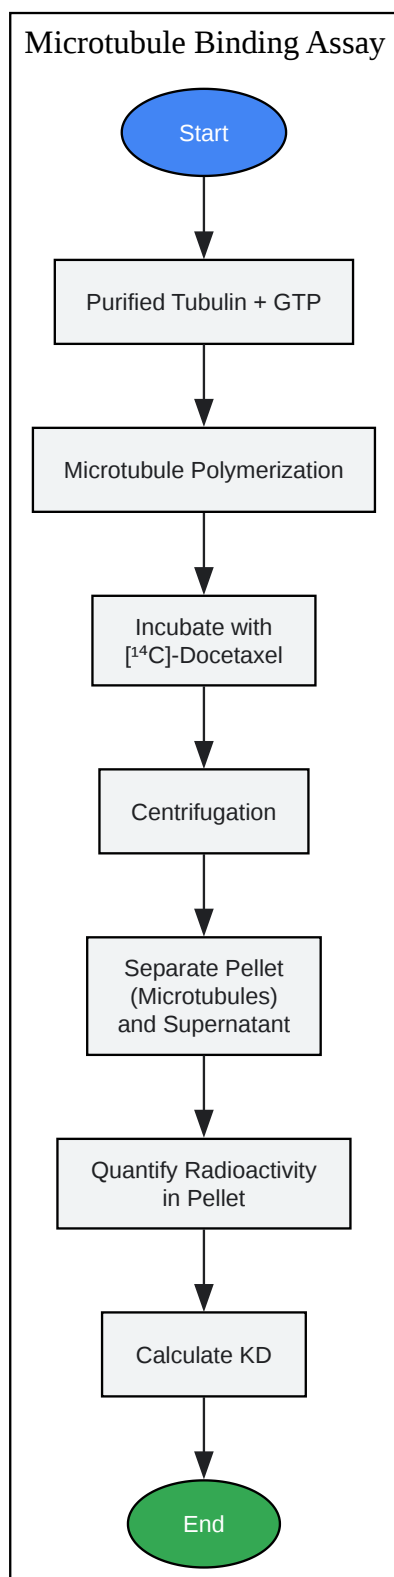 Microtubule Binding Assay
Start
Purified Tubulin + GTP
Microtubule Polymerization
Incubate with
[¹⁴C]-Docetaxel
Centrifugation
Separate Pellet
(Microtubules)
and Supernatant
Quantify Radioactivity
in Pellet
Calculate KD
End